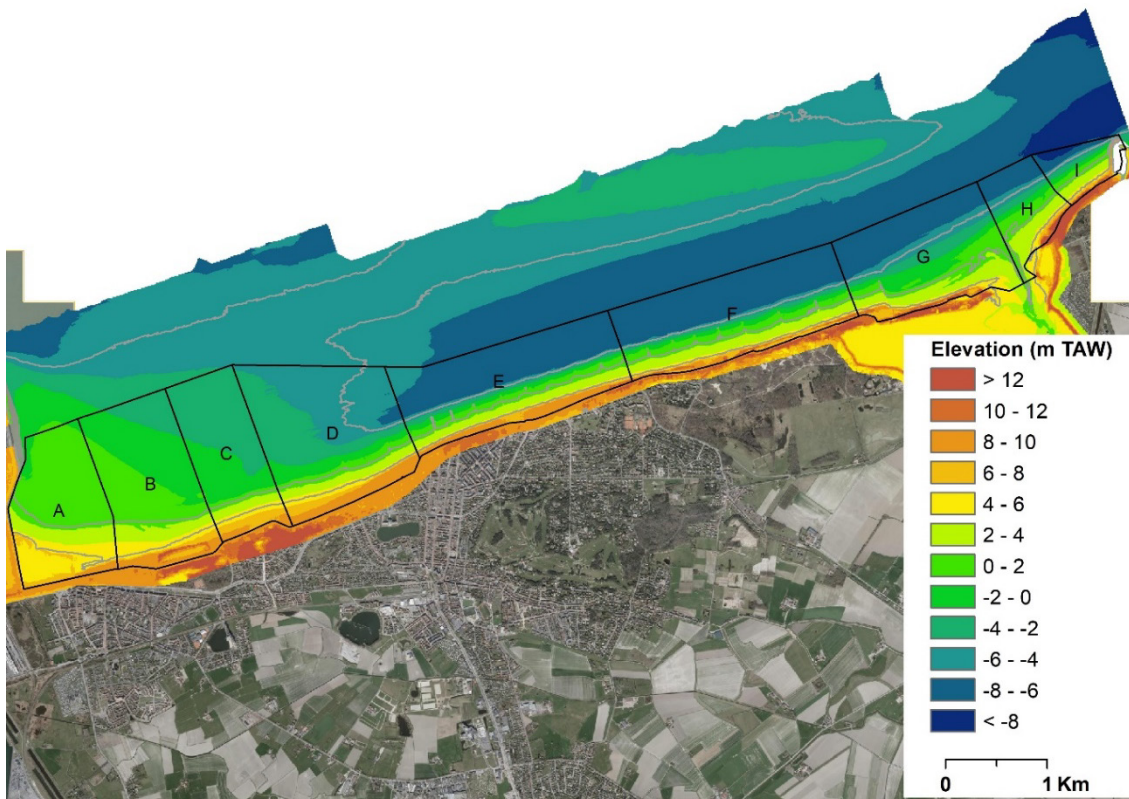 A
B
C
D
E
F
G
H
I
Elevation (m TAW)
> 12
10 - 12
8 - 10
6 - 8
4 - 6
2 - 4
0 - 2
-2 - 0
-4 - -2
-6 - -4
-8 - -6
< -8
0 1 Km